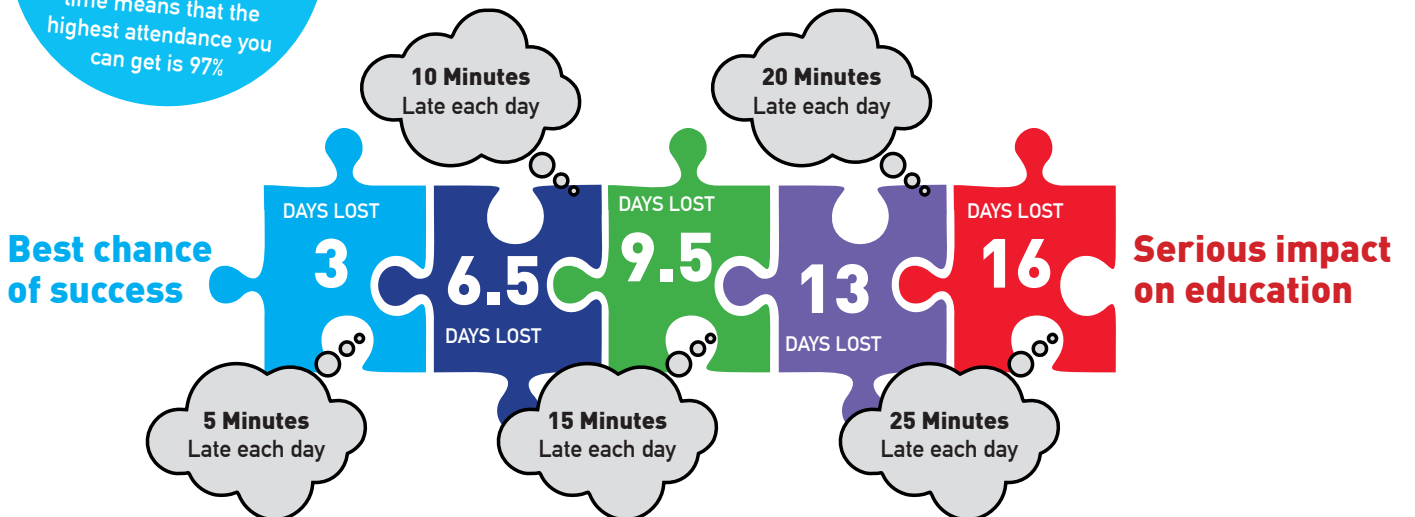 time means that the
highest attendance you
can get is 97%
10 Minutes
Late each day
20 Minutes
Late each day
Best chance
of success
DAYS LOST
3
6.5
DAYS LOST
DAYS LOST
9.5
13
DAYS LOST
DAYS LOST
16
Serious impact
on education
5 Minutes
Late each day
15 Minutes
Late each day
25 Minutes
Late each day